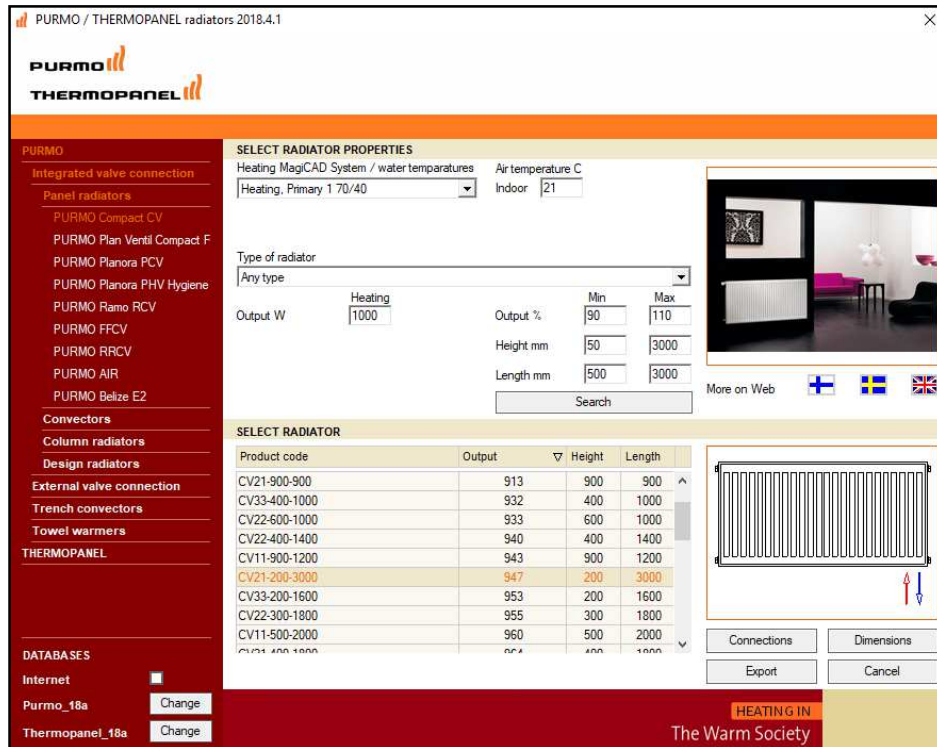 PURMO / THERMOPANEL radiators 2018.4.1
PURMO
THERMOPANEL
PURMO
Integrated valve connection
Panel radiators
PURMO Compact CV
PURMO Plan Ventil Compact F
PURMO Planora PCV
PURMO Planora PHV Hygiene
PURMO Ramo RCV
PURMO FFCV
PURMO RRCV
PURMO AIR
PURMO Belize E2
Convectors
Column radiators
Design radiators
External valve connection
Trench convectors
Towel warmers
THERMOPANEL
DATABASES
Internet
Purmo_18a Change
Thermopanel_18a Change
SELECT RADIATOR PROPERTIES
Heating MagiCAD System / water temparatures Air temperature C
Heating, Primary 1 70/40 Indoor 21
Type of radiator
Any type
Heating Min Max
Output W 1000 Output % 90 110
Height mm 50 3000
Length mm 500 3000
Search
More on Web
SELECT RADIATOR
Product code Output Height Length
CV21-900-900 913 900 900
CV33-400-1000 932 400 1000
CV22-600-1000 933 600 1000
CV22-400-1400 940 400 1400
CV11-900-1200 943 900 1200
CV21-200-3000 947 200 3000
CV33-200-1600 953 200 1600
CV22-300-1800 955 300 1800
CV11-500-2000 960 500 2000
CV21-400-1800 964 400 1800
Connections Dimensions
Export Cancel
HEATING IN
The Warm Society